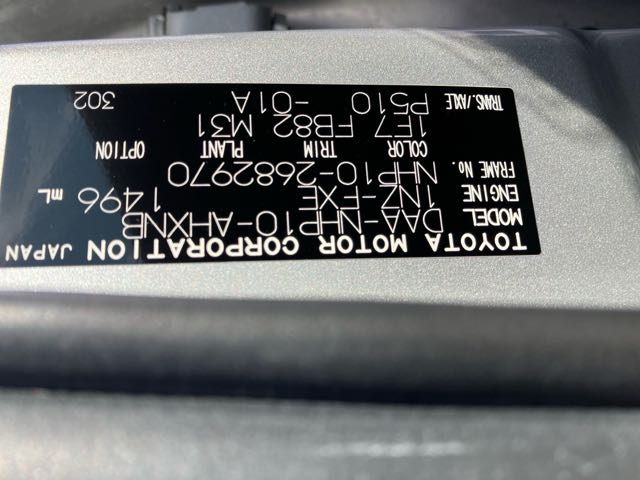 TOYOTA MOTOR CORPORATION JAPAN
MODEL DAA-NHP10-AHXNB
ENGINE 1NZ-FXE 1496 mL
FRAME No. NHP10-2682970
COLOR TRIM PLANT OPTION
1F7 FB82 M31
TRANS./AXLE P510 -01A 302